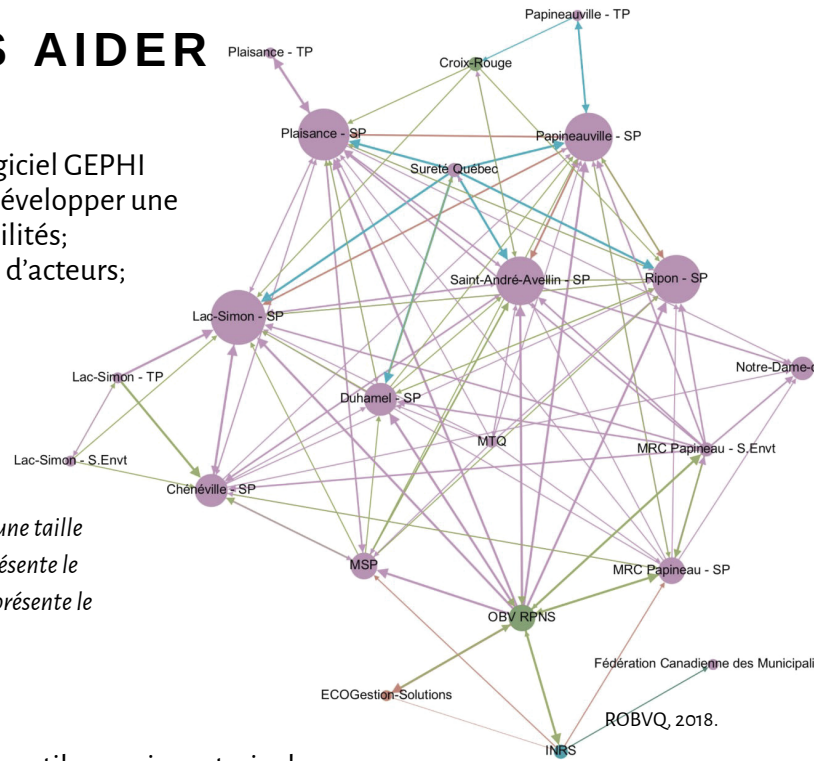 S AIDER
giciel GEPHI
évelopper une
ilités;
d'acteurs;
une taille
ésente le
présente le
Papineauville - TP
Plaisance - TP
Croix-Rouge
Plaisance - SP
Papineauville - SP
Sureté Québec
Saint-André-Avellin - SP
Ripon - SP
Lac-Simon - SP
Notre-Dame-d
Lac-Simon - TP
Duhamel - SP
MTQ
MRC Papineau - S.Envt
Lac-Simon - S.Envt
Chénéville - SP
MSP
MRC Papineau - SP
OBV RPNS
Fédération Canadienne des Municipali
ECOGestion-Solutions
ROBVQ, 2018.
INRS